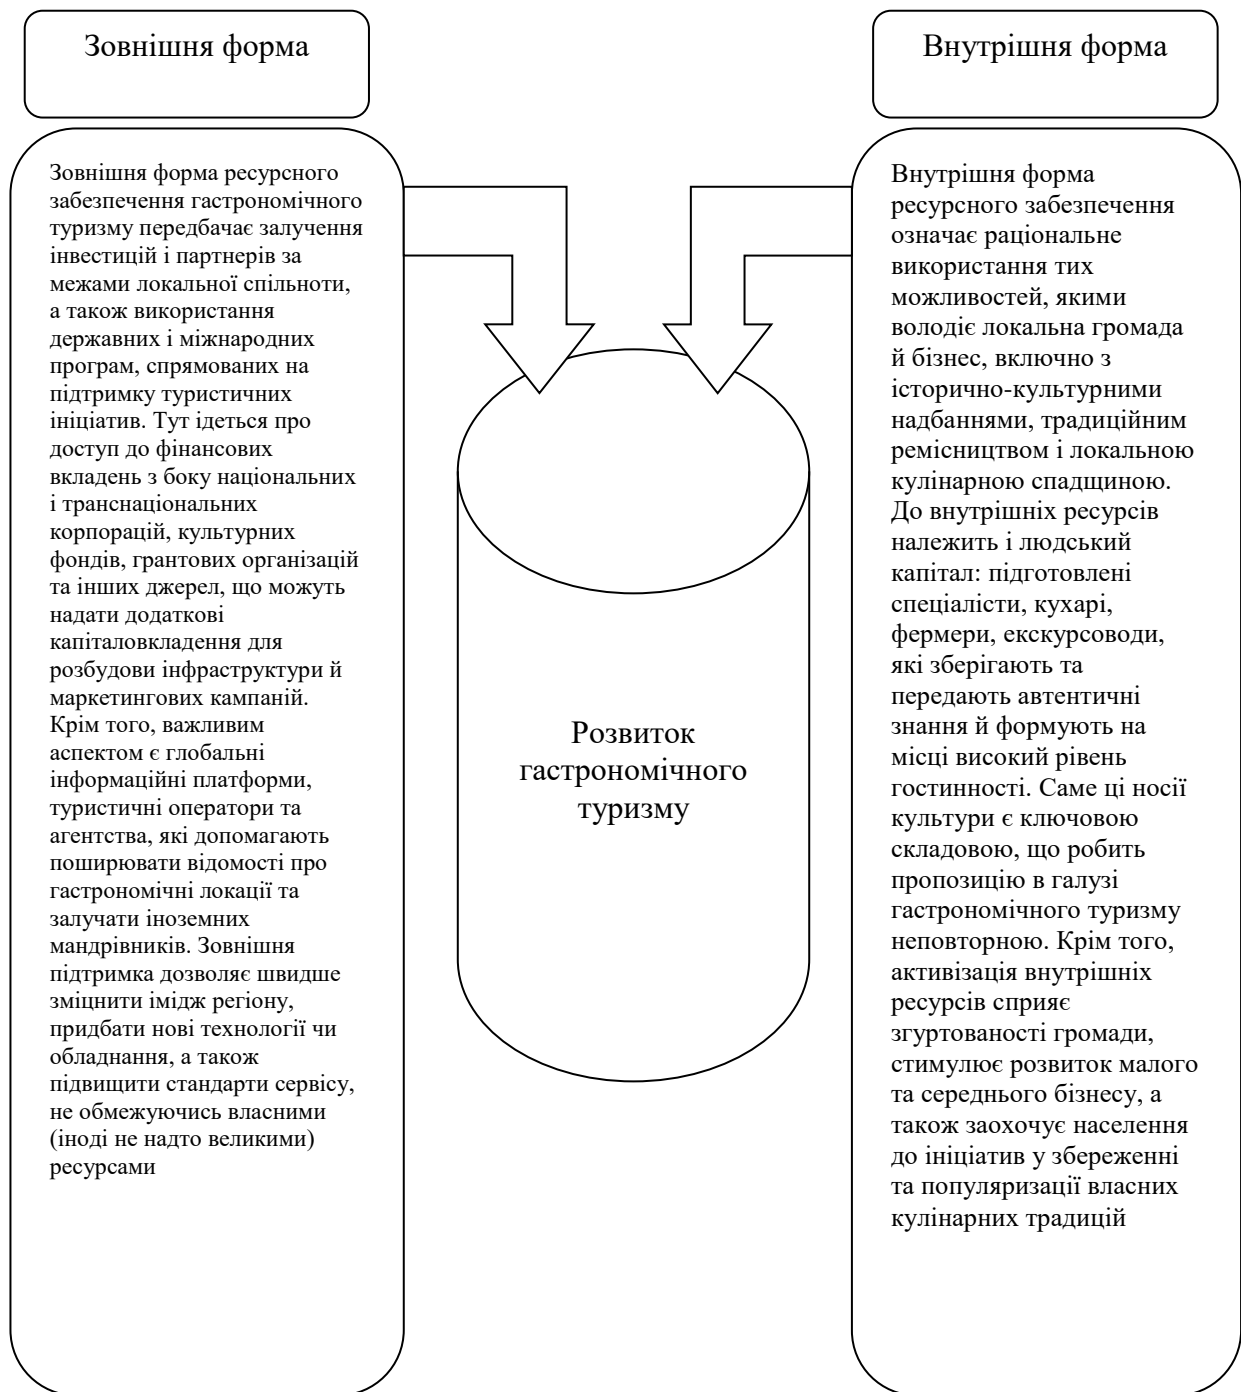 Зовнішня форма
Зовнішня форма ресурсного
забезпечення гастрономічного
туризму передбачає залучення
інвестицій і партнерів за
межами локальної спільноти,
а також використання
державних і міжнародних
програм, спрямованих на
підтримку туристичних
ініціатив. Тут ідеться про
доступ до фінансових
вкладень з боку національних
і транснаціональних
корпорацій, культурних
фондів, грантових організацій
та інших джерел, що можуть
надати додаткові
капіталовкладення для
розбудови інфраструктури й
маркетингових кампаній.
Крім того, важливим
аспектом є глобальні
інформаційні платформи,
туристичні оператори та
агентства, які допомагають
поширювати відомості про
гастрономічні локації та
залучати іноземних
мандрівників. Зовнішня
підтримка дозволяє швидше
зміцнити імідж регіону,
придбати нові технології чи
обладнання, а також
підвищити стандарти сервісу,
не обмежуючись власними
(іноді не надто великими)
ресурсами
Розвиток
гастрономічного
туризму
Внутрішня форма
Внутрішня форма
ресурсного забезпечення
означає раціональне
використання тих
можливостей, якими
володіє локальна громада
й бізнес, включно з
історично-культурними
надбаннями, традиційним
ремісництвом і локальною
кулінарною спадщиною.
До внутрішніх ресурсів
належить і людський
капітал: підготовлені
спеціалісти, кухарі,
фермери, екскурсоводи,
які зберігають та
передають автентичні
знання й формують на
місці високий рівень
гостинності. Саме ці носії
культури є ключовою
складовою, що робить
пропозицію в галузі
гастрономічного туризму
неповторною. Крім того,
активізація внутрішніх
ресурсів сприяє
згуртованості громади,
стимулює розвиток малого
та середнього бізнесу, а
також заохочує населення
до ініціатив у збереженні
та популяризації власних
кулінарних традицій